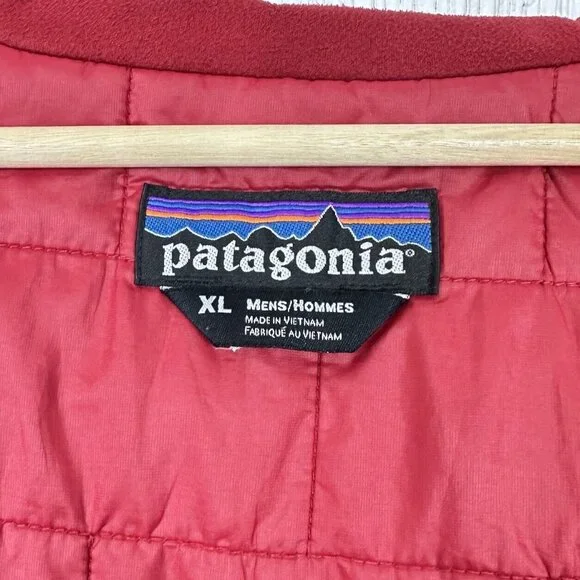 patagonia®
XL MENS/HOMMES
MADE IN VIETNAM
FABRIQUÉ AU VIETNAM